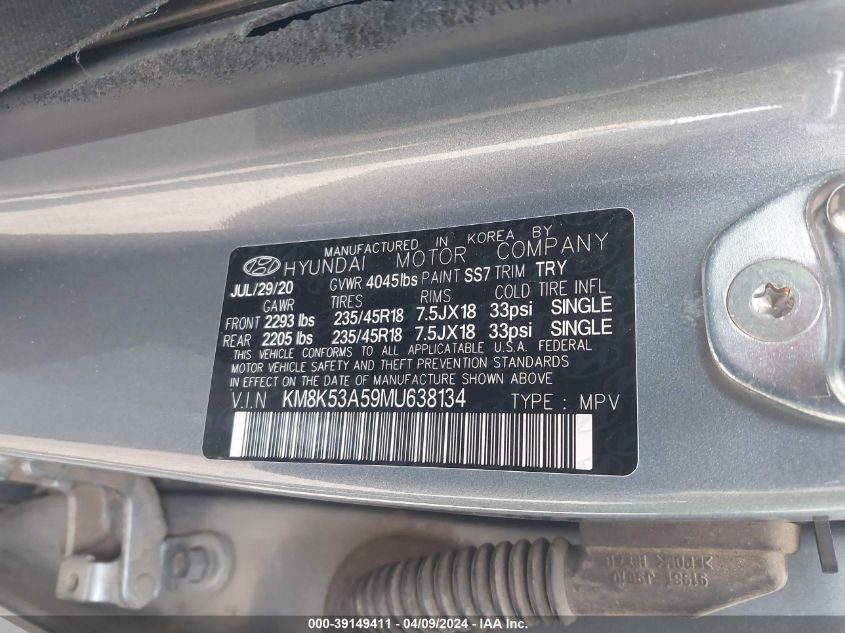 MANUFACTURED IN KOREA BY
HYUNDAI MOTOR COMPANY
JUL/29/20 GVWR 4045lbs PAINT SS7 TRIM TRY
GAWR TIRES RIMS COLD TIRE INFL
FRONT 2293 lbs 235/45R18 7.5JX18 33psi SINGLE
REAR 2205 lbs 235/45R18 7.5JX18 33psi SINGLE
THIS VEHICLE CONFORMS TO ALL APPLICABLE U.S.A. FEDERAL
MOTOR VEHICLE SAFETY AND THEFT PREVENTION STANDARDS
IN EFFECT ON THE DATE OF MANUFACTURE SHOWN ABOVE.
V.I.N KM8K53A59MU638134 TYPE : MPV
000-39149411 - 04/09/2024 - IAA Inc.